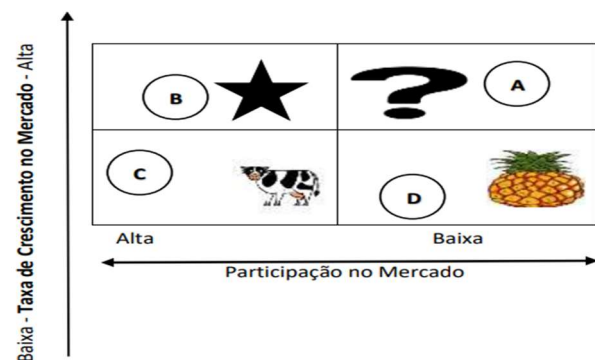 Baixa - Taxa de Crescimento no Mercado - Alta
B
A
C
D
Alta
Baixa
Participação no Mercado